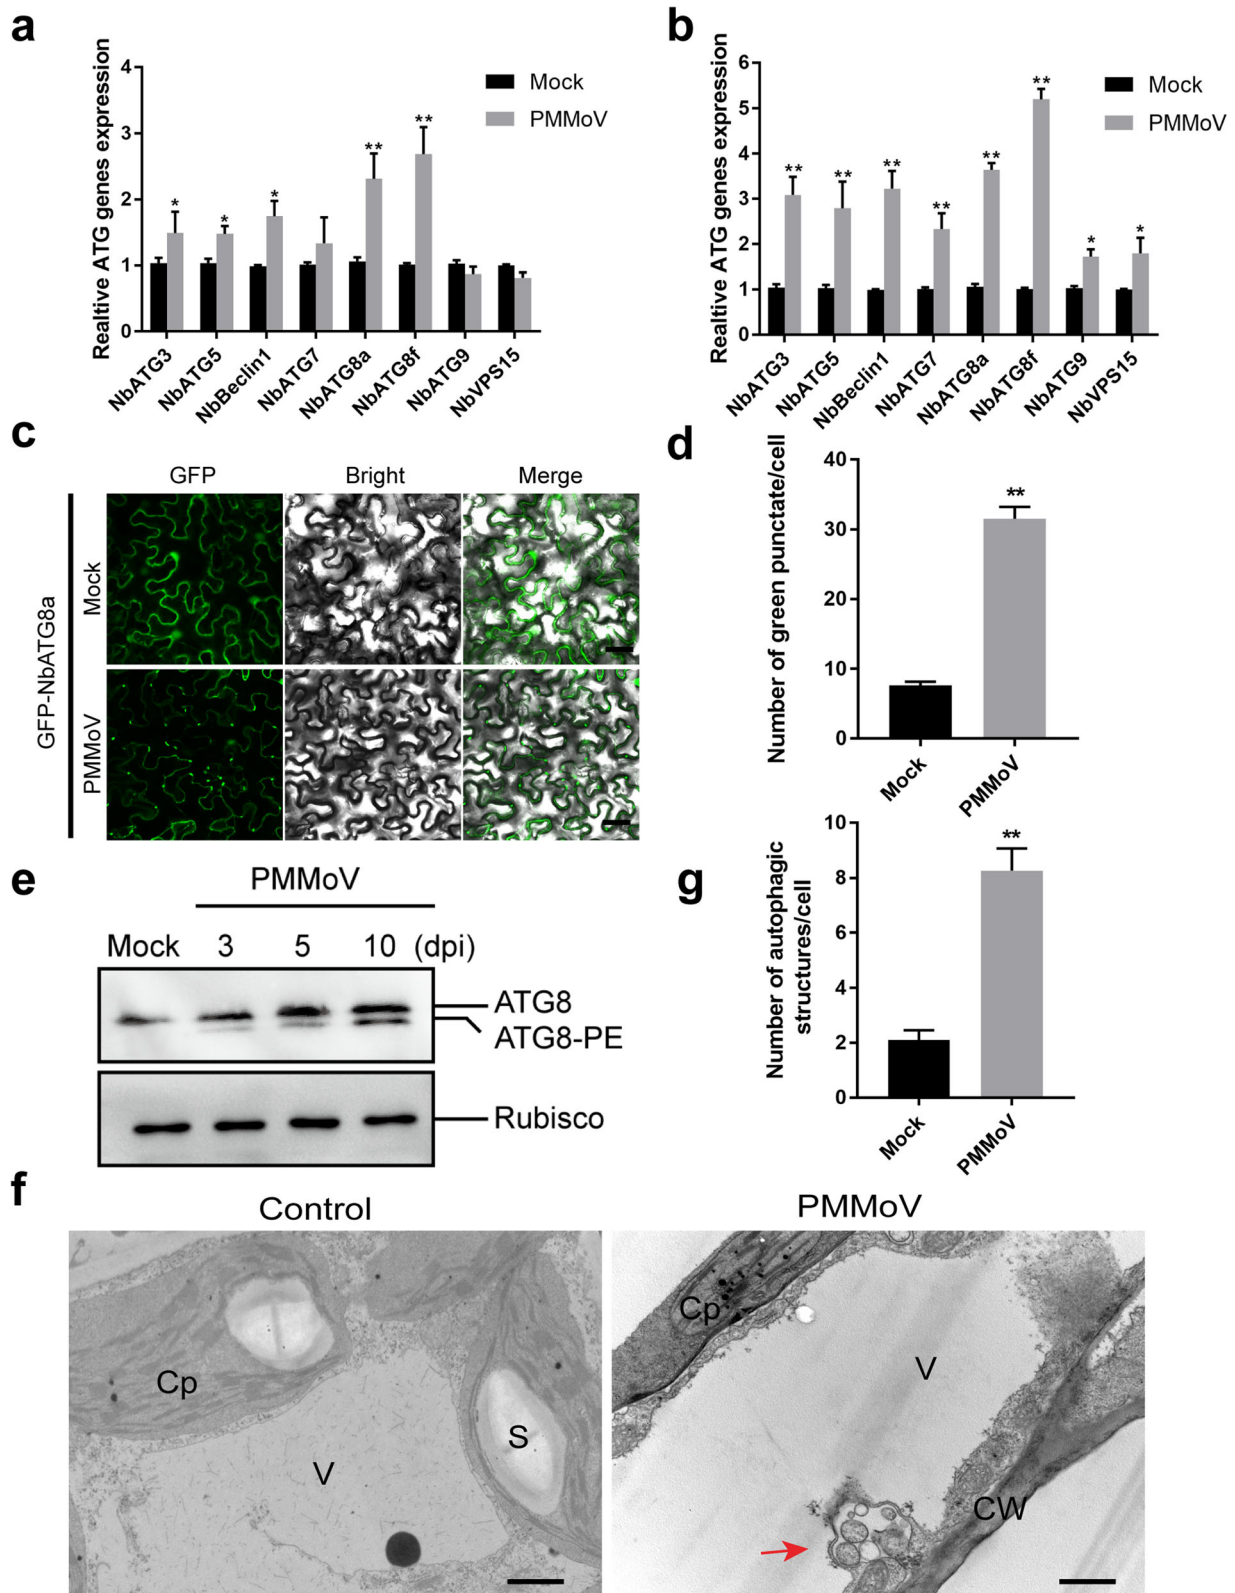 a
Realtive ATG genes expression
4
3
2
1
0
Mock
PMMoV
*
*
*
**
**
NbATG3
NbATG5
NbBeclin1
NbATG7
NbATG8a
NbATG8f
NbATG9
NbVPS15
b
Realtive ATG genes expression
6
5
4
3
2
1
0
Mock
PMMoV
**
**
**
**
**
**
*
*
NbATG3
NbATG5
NbBeclin1
NbATG7
NbATG8a
NbATG8f
NbATG9
NbVPS15
c
GFP
Bright
Merge
GFP-NbATG8a
Mock
PMMoV
d
Number of green punctate/cell
40
30
20
10
0
**
Mock
PMMoV
e
PMMoV
Mock 3 5 10 (dpi)
ATG8
ATG8-PE
Rubisco
g
Number of autophagic
structures/cell
10
8
6
4
2
0
**
Mock
PMMoV
f
Control
Cp
S
V
PMMoV
Cp
V
CW